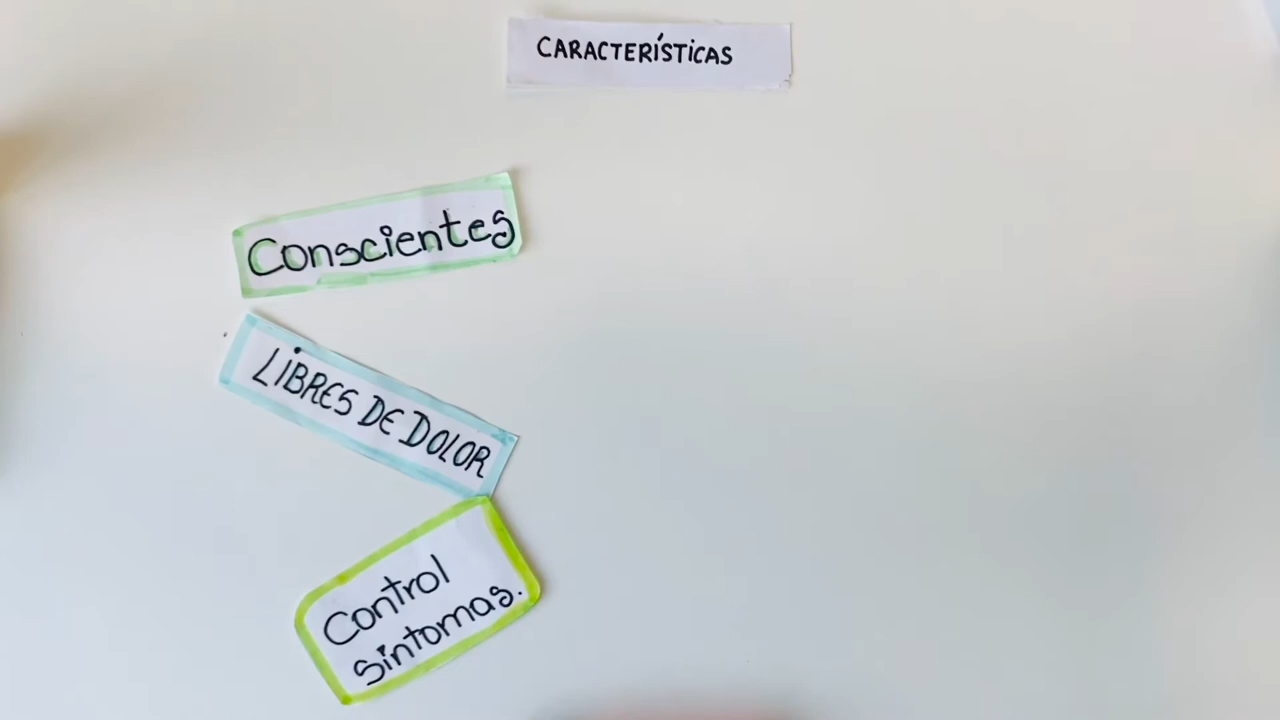 CARACTERÍSTICAS
Conscientes
LIBRES DE DOLOR
Control
síntomas.